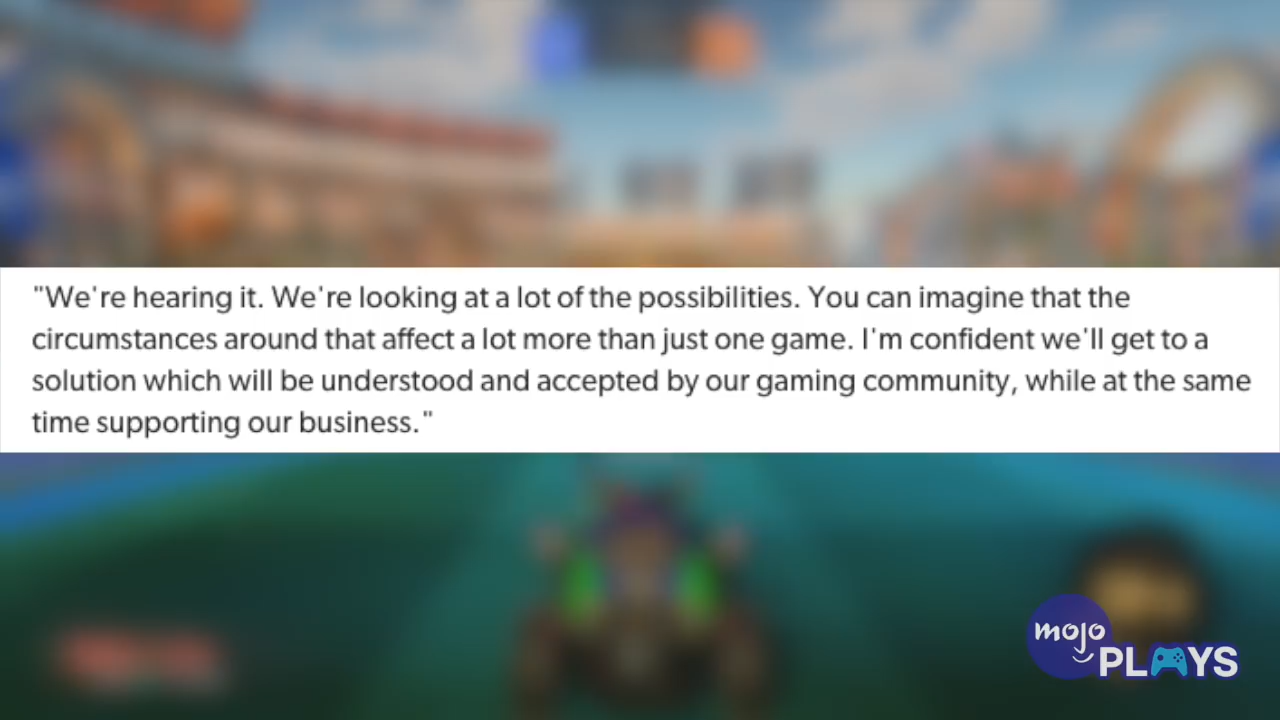 "We're hearing it. We're looking at a lot of the possibilities. You can imagine that the
circumstances around that affect a lot more than just one game. I'm confident we'll get to a
solution which will be understood and accepted by our gaming community, while at the same
time supporting our business."
mojo
PLAYS